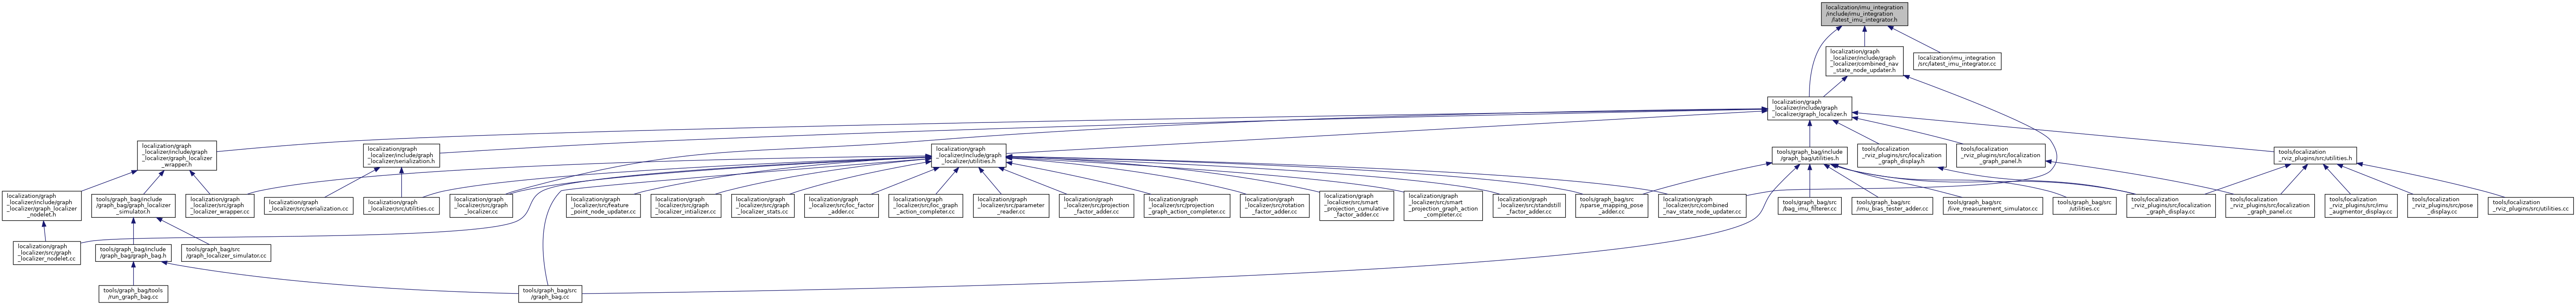 localization/imu_integration
/include/imu_integration
/latest_imu_integrator.h
localization/graph
_localizer/include/graph
_localizer/combined_nav
_state_node_updater.h
localization/imu_integration
/src/latest_imu_integrator.cc
localization/graph
_localizer/include/graph
_localizer/graph_localizer.h
localization/graph
_localizer/include/graph
_localizer/graph_localizer
_wrapper.h
localization/graph
_localizer/include/graph
_localizer/serialization.h
localization/graph
_localizer/include/graph
_localizer/utilities.h
tools/graph_bag/include
/graph_bag/utilities.h
tools/localization
_rviz_plugins/src/localization
_graph_display.h
tools/localization
_rviz_plugins/src/localization
_graph_panel.h
tools/localization
_rviz_plugins/src/utilities.h
localization/graph
_localizer/include/graph
_localizer/graph_localizer
_nodelet.h
tools/graph_bag/include
/graph_bag/graph_localizer
_simulator.h
localization/graph
_localizer/src/graph
_localizer_wrapper.cc
localization/graph
_localizer/src/serialization.cc
localization/graph
_localizer/src/utilities.cc
localization/graph
_localizer/src/graph
_localizer.cc
localization/graph
_localizer/src/feature
_point_node_updater.cc
localization/graph
_localizer/src/graph
_localizer_intializer.cc
localization/graph
_localizer/src/graph
_localizer_stats.cc
localization/graph
_localizer/src/loc_factor
_adder.cc
localization/graph
_localizer/src/loc_graph
_action_completer.cc
localization/graph
_localizer/src/parameter
_reader.cc
localization/graph
_localizer/src/projection
_factor_adder.cc
localization/graph
_localizer/src/projection
_graph_action_completer.cc
localization/graph
_localizer/src/rotation
_factor_adder.cc
localization/graph
_localizer/src/smart
_projection_cumulative
_factor_adder.cc
localization/graph
_localizer/src/smart
_projection_graph_action
_completer.cc
localization/graph
_localizer/src/standstill
_factor_adder.cc
tools/graph_bag/src
/sparse_mapping_pose
_adder.cc
localization/graph
_localizer/src/combined
_nav_state_node_updater.cc
tools/graph_bag/src
/bag_imu_filterer.cc
tools/graph_bag/src
/imu_bias_tester_adder.cc
tools/graph_bag/src
/live_measurement_simulator.cc
tools/graph_bag/src
/utilities.cc
tools/localization
_rviz_plugins/src/localization
_graph_display.cc
tools/localization
_rviz_plugins/src/localization
_graph_panel.cc
tools/localization
_rviz_plugins/src/imu
_augmentor_display.cc
tools/localization
_rviz_plugins/src/pose
_display.cc
tools/localization
_rviz_plugins/src/utilities.cc
localization/graph
_localizer/src/graph
_localizer_nodelet.cc
tools/graph_bag/include
/graph_bag/graph_bag.h
tools/graph_bag/src
/graph_localizer_simulator.cc
tools/graph_bag/tools
/run_graph_bag.cc
tools/graph_bag/src
/graph_bag.cc